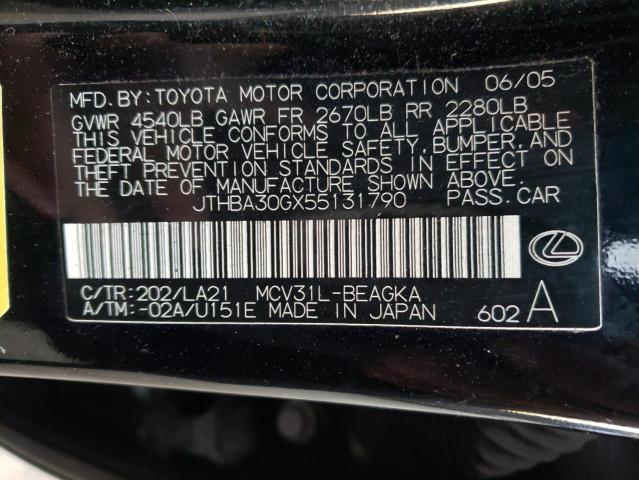 MFD. BY: TOYOTA MOTOR CORPORATION 06/05
GVWR 4540LB GAWR FR 2670LB RR 2280LB
THIS VEHICLE CONFORMS TO ALL APPLICABLE
FEDERAL MOTOR VEHICLE SAFETY, BUMPER, AND
THEFT PREVENTION STANDARDS IN EFFECT ON
THE DATE OF MANUFACTURE SHOWN ABOVE.
JTHBA30GX55131790 PASS. CAR
C/TR: 202/LA21 MCV31L-BEAGKA
A/TM: -02A/U151E MADE IN JAPAN 602 A